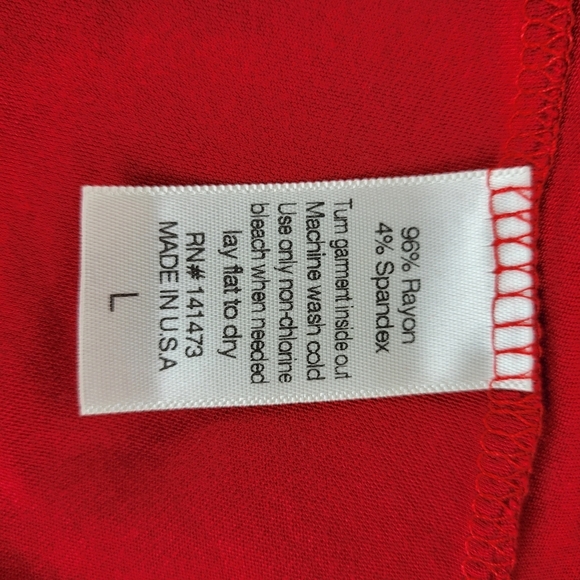 96% Rayon
4% Spandex
Turn garment inside out
Machine wash cold
Use only non-chlorine
bleach when needed
lay flat to dry
RN# 141473
MADE IN U.S.A
L